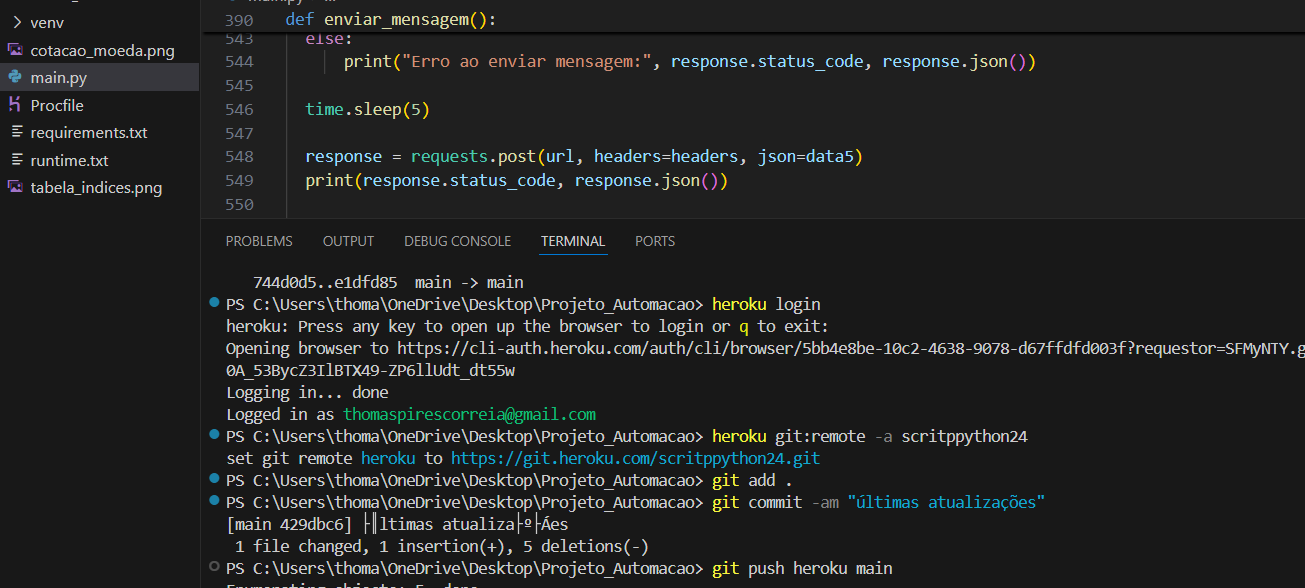 venv
cotacao_moeda.png
main.py
Procfile
requirements.txt
runtime.txt
tabela_indices.png
390 def enviar_mensagem():
543 else:
544 print("Erro ao enviar mensagem:", response.status_code, response.json())
545
546 time.sleep(5)
547
548 response = requests.post(url, headers=headers, json=data5)
549 print(response.status_code, response.json())
550
PROBLEMS OUTPUT DEBUG CONSOLE TERMINAL PORTS
744d0d5..e1dfd85 main -> main
PS C:\Users\thoma\OneDrive\Desktop\Projeto_Automacao> heroku login
heroku: Press any key to open up the browser to login or q to exit:
Opening browser to https://cli-auth.heroku.com/auth/cli/browser/5bb4e8be-10c2-4638-9078-d67ffdfd003f?requestor=SFMyNTY.g
0A_53BycZ3IlBTX49-ZP6llUdt_dt55w
Logging in... done
Logged in as thomaspirescorreia@gmail.com
PS C:\Users\thoma\OneDrive\Desktop\Projeto_Automacao> heroku git:remote -a scritppython24
set git remote heroku to https://git.heroku.com/scritppython24.git
PS C:\Users\thoma\OneDrive\Desktop\Projeto_Automacao> git add .
PS C:\Users\thoma\OneDrive\Desktop\Projeto_Automacao> git commit -am "últimas atualizações"
[main 429dbc6] ├║ltimas atualiza├º├Áes
1 file changed, 1 insertion(+), 5 deletions(-)
PS C:\Users\thoma\OneDrive\Desktop\Projeto_Automacao> git push heroku main